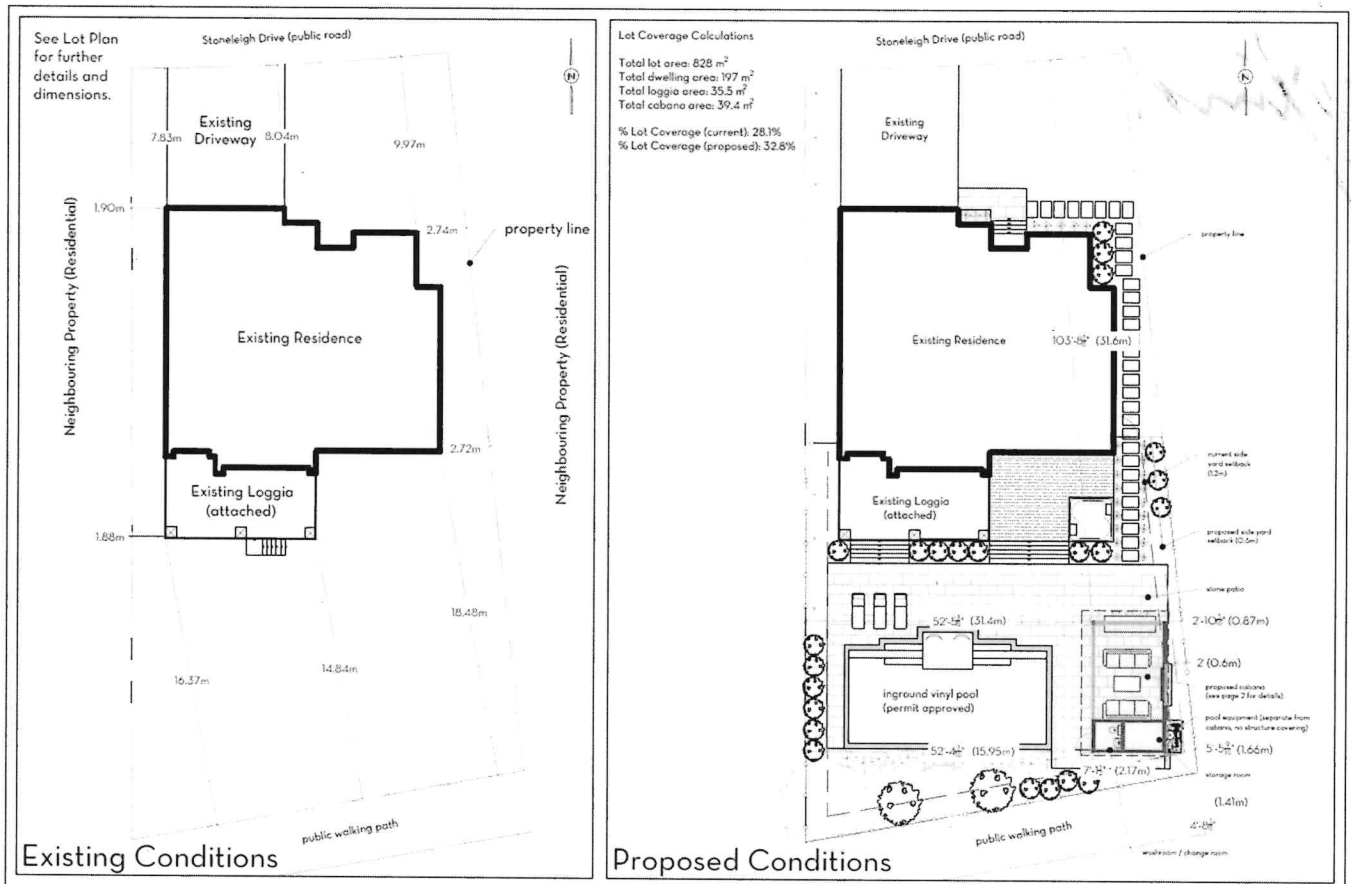 See Lot Plan
for further
details and
dimensions.
Stoneleigh Drive (public road)
N
Existing
Driveway
7.83m
8.04m
9.97m
1.90m
2.74m
property line
Neighbouring Property (Residential)
Existing Residence
Neighbouring Property (Residential)
2.72m
Existing Loggia
(attached)
1.88m
18.48m
16.37m
14.84m
public walking path
Existing Conditions
Lot Coverage Calculations
Total lot area: 828 m²
Total dwelling area: 197 m²
Total loggia area: 35.5 m²
Total cabana area: 39.4 m²
% Lot Coverage (current): 28.1%
% Lot Coverage (proposed): 32.8%
Stoneleigh Drive (public road)
N
Existing
Driveway
property line
Existing Residence
(31.6m)
current side
yard setback
(1.2m)
Existing Loggia
(attached)
proposed side yard
setback (0.6m)
stone patio
(31.4m)
(0.87m)
2' (0.6m)
inground vinyl pool
(permit approved)
proposed cabana
(see page 2 for details)
pool equipment (separate from
cabana, no structure covering)
(15.95m)
(1.66m)
(2.17m)
storage room
(1.41m)
public walking path
washroom / change room
Proposed Conditions